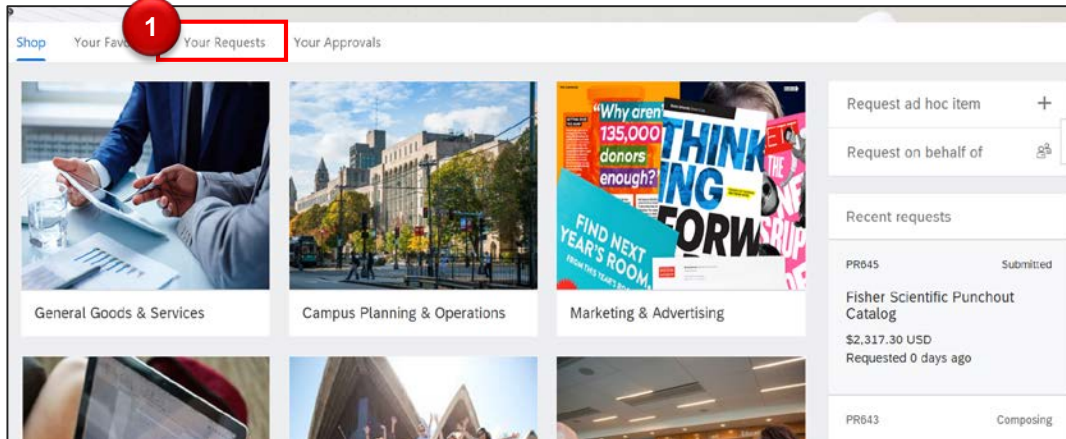 1
Shop Your Favo Your Requests Your Approvals
Request ad hoc item +
Request on behalf of
"Why aren
135,000
donors
enough?
THINK
NG
FORW
FIND NEXT
YEAR'S ROOM
General Goods & Services
Campus Planning & Operations
Marketing & Advertising
Recent requests
PR645 Submitted
Fisher Scientific Punchout
Catalog
$2,317.30 USD
Requested 0 days ago
PR643 Composing